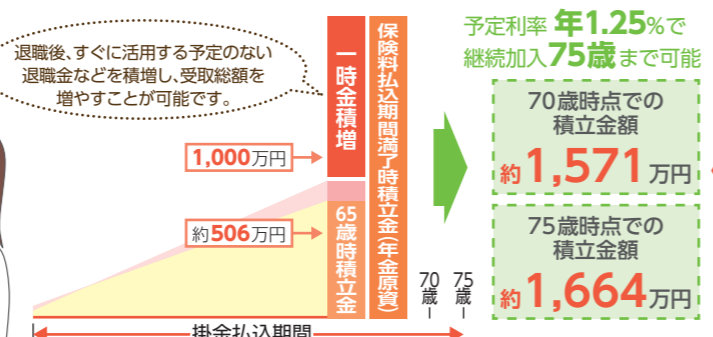 退職後、すぐに活用する予定のない
退職金などを積増し、受取総額を
増やすことが可能です。
1,000万円
約506万円
一時金積増
65歳時積立金
保険料払込期間満了時積立金(年金原資)
70歳
75歳
掛金払込期間
予定利率 年1.25%で
継続加入75歳まで可能
70歳時点での
積立金額
約1,571万円
75歳時点での
積立金額
約1,664万円